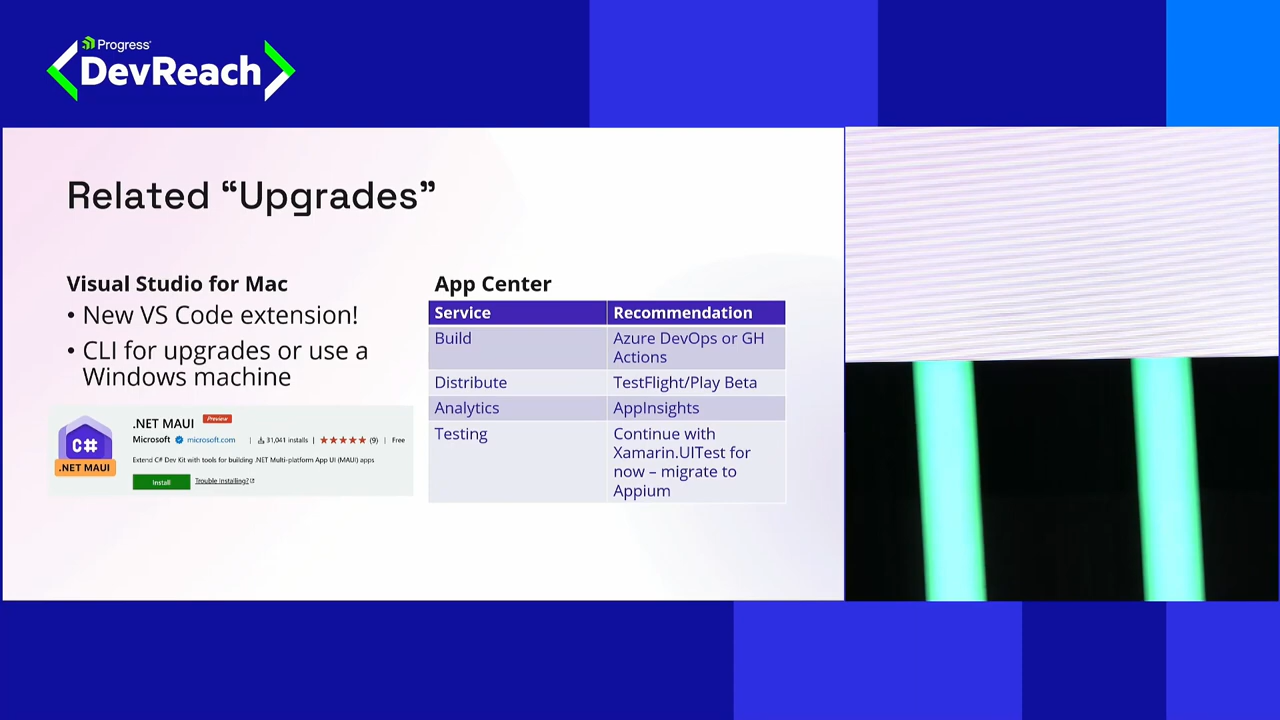 Progress
DevReach
Related “Upgrades”
Visual Studio for Mac
• New VS Code extension!
• CLI for upgrades or use a
Windows machine
C#
.NET MAUI
.NET MAUI Preview
Microsoft microsoft.com | 31,041 installs | ★★★★★ (9) | Free
Extend C# Dev Kit with tools for building .NET Multi-platform App UI (MAUI) apps
Install Trouble Installing?
App Center
Service Recommendation
Build Azure DevOps or GH
Actions
Distribute TestFlight/Play Beta
Analytics AppInsights
Testing Continue with
Xamarin.UITest for
now – migrate to
Appium